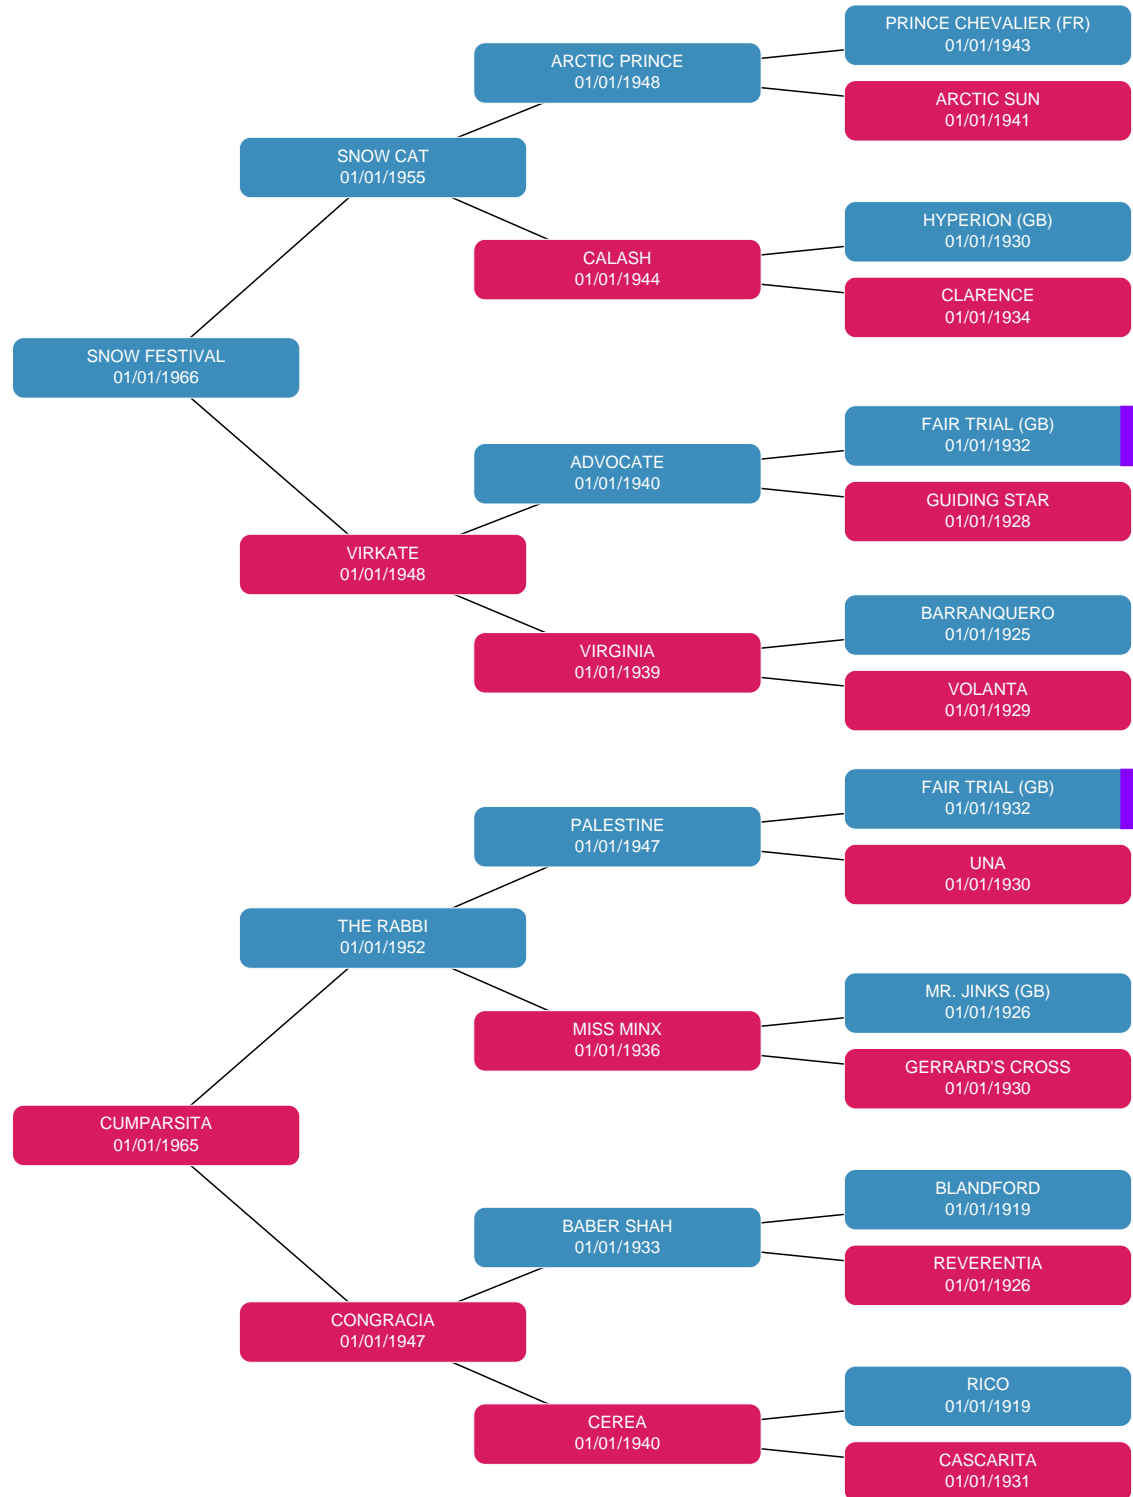 PRINCE CHEVALIER (FR)
01/01/1943
ARCTIC PRINCE
01/01/1948
ARCTIC SUN
01/01/1941
SNOW CAT
01/01/1955
HYPERION (GB)
01/01/1930
CALASH
01/01/1944
CLARENCE
01/01/1934
SNOW FESTIVAL
01/01/1966
FAIR TRIAL (GB)
01/01/1932
ADVOCATE
01/01/1940
GUIDING STAR
01/01/1928
VIRKATE
01/01/1948
BARRANQUERO
01/01/1925
VIRGINIA
01/01/1939
VOLANTA
01/01/1929
FAIR TRIAL (GB)
01/01/1932
PALESTINE
01/01/1947
UNA
01/01/1930
THE RABBI
01/01/1952
MR. JINKS (GB)
01/01/1926
MISS MINX
01/01/1936
GERRARD'S CROSS
01/01/1930
CUMPARSITA
01/01/1965
BLANDFORD
01/01/1919
BABER SHAH
01/01/1933
REVERENTIA
01/01/1926
CONGRACIA
01/01/1947
RICO
01/01/1919
CEREA
01/01/1940
CASCARITA
01/01/1931